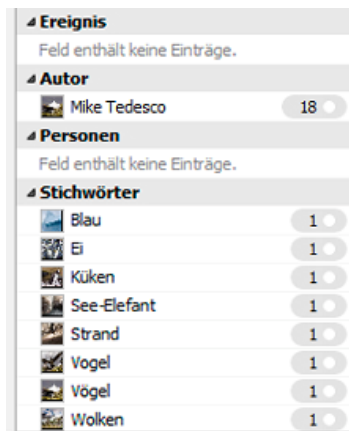 Ereignis
Feld enthält keine Einträge.
Autor
Mike Tedesco 18
Personen
Feld enthält keine Einträge.
Stichwörter
Blau 1
Ei 1
Küken 1
See-Elefant 1
Strand 1
Vogel 1
Vögel 1
Wolken 1